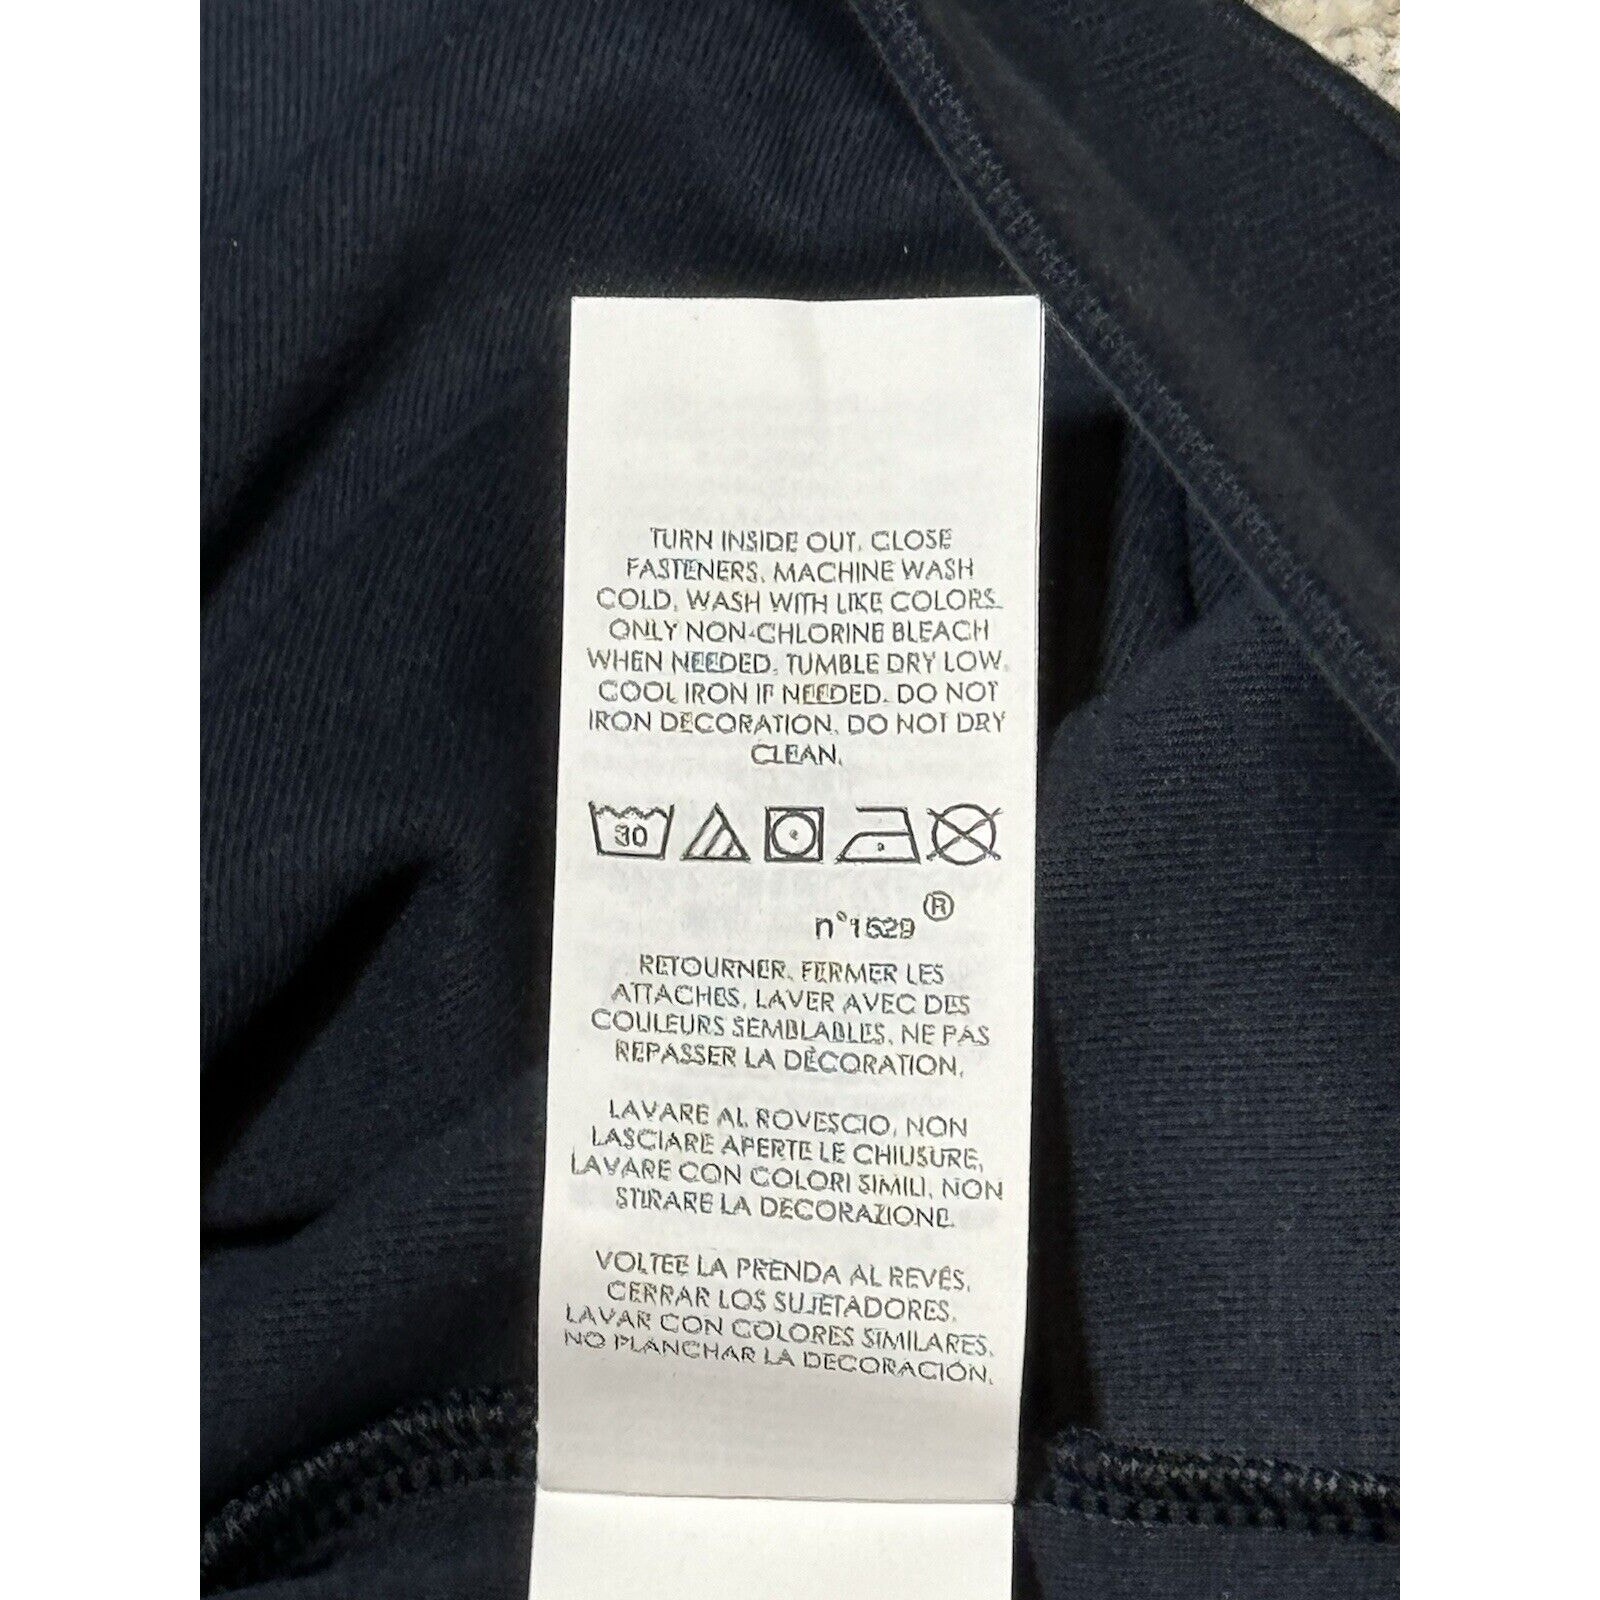 TURN INSIDE OUT. CLOSE
FASTENERS. MACHINE WASH
COLD. WASH WITH LIKE COLORS.
ONLY NON-CHLORINE BLEACH
WHEN NEEDED. TUMBLE DRY LOW.
COOL IRON IF NEEDED. DO NOT
IRON DECORATION. DO NOT DRY
CLEAN.
30
n°1629 ®
RETOURNER. FERMER LES
ATTACHES, LAVER AVEC DES
COULEURS SEMBLABLES. NE PAS
REPASSER LA DÉCORATION.
LAVARE AL ROVESCIO, NON
LASCIARE APERTE LE CHIUSURE,
LAVARE CON COLORI SIMILI, NON
STIRARE LA DECORAZIONE.
VOLTEE LA PRENDA AL REVÉS,
CERRAR LOS SUJETADORES,
LAVAR CON COLORES SIMILARES.
NO PLANCHAR LA DECORACIÓN.